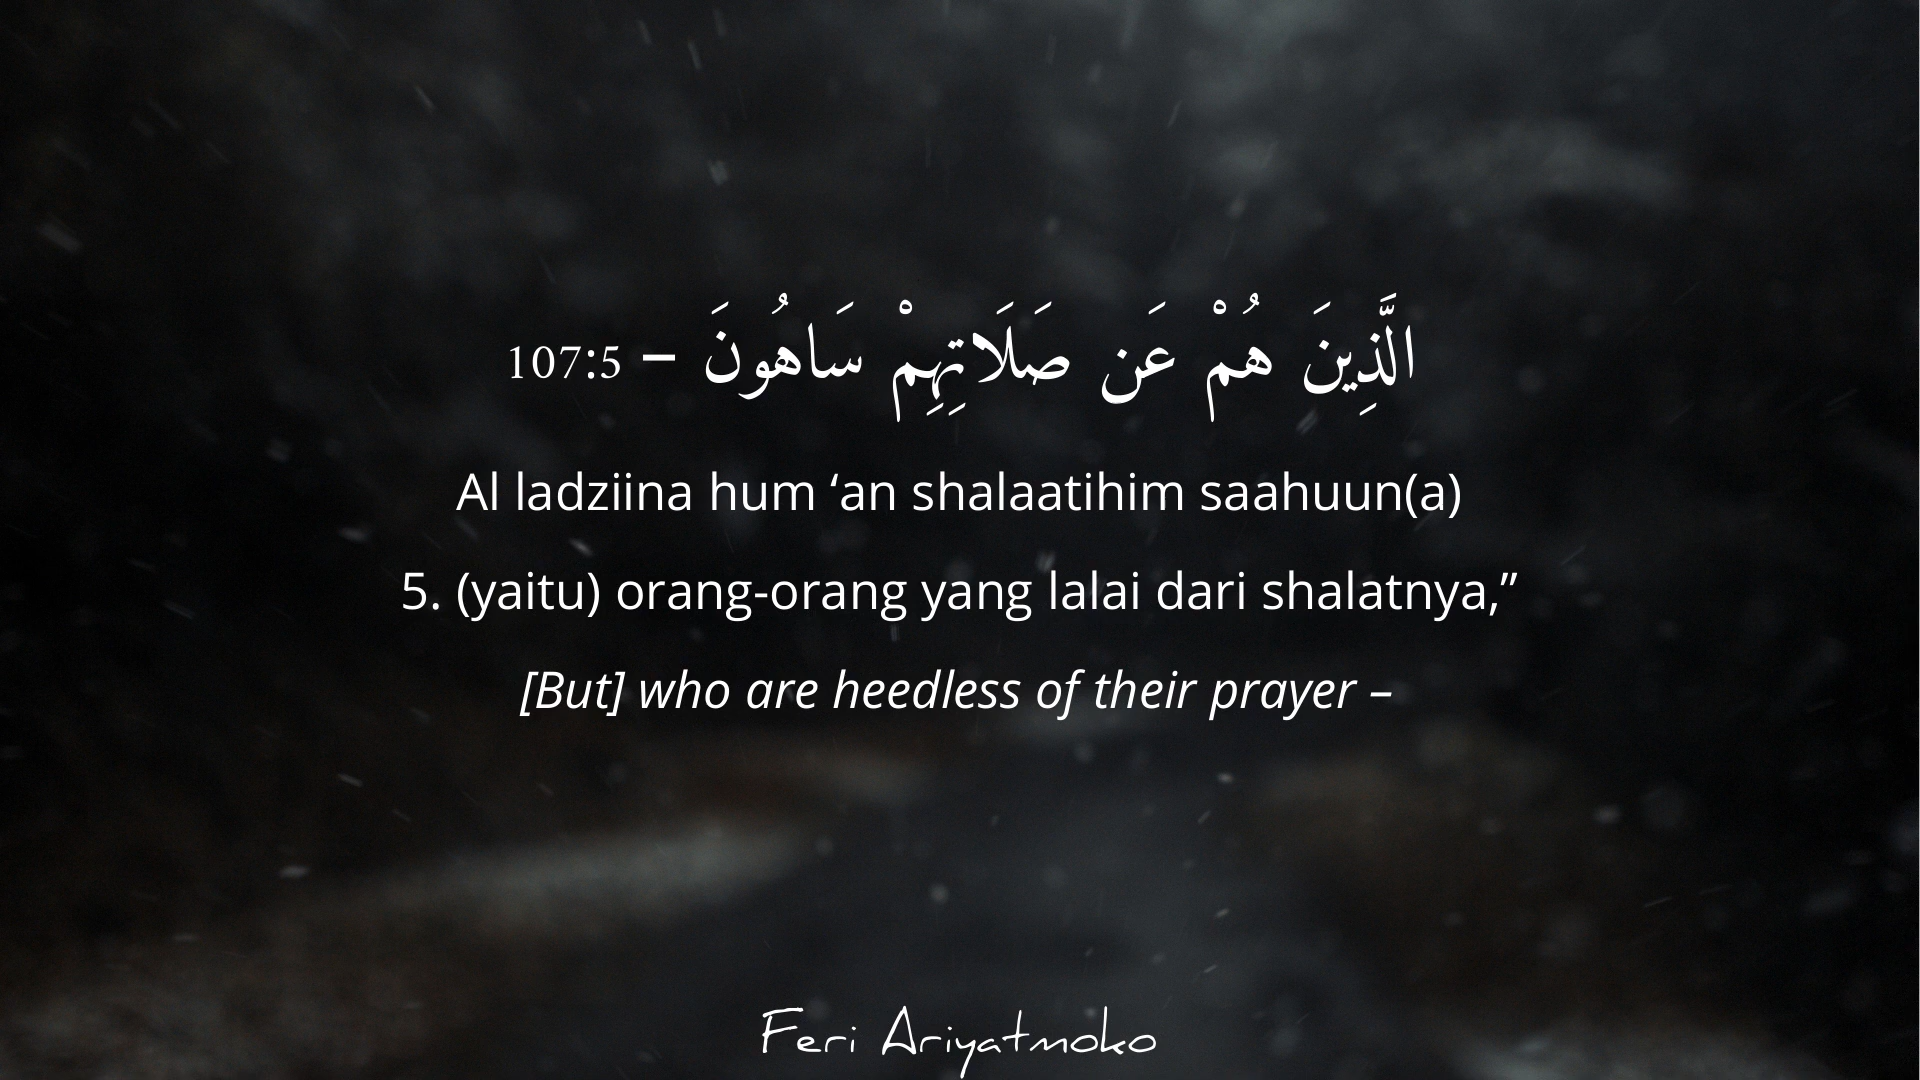 الَّذِينَ هُمْ عَن صَلَاتِهِمْ سَاهُونَ – 107:5
Al ladziina hum ‘an shalaatihim saahuun(a)
5. (yaitu) orang-orang yang lalai dari shalatnya,”
[But] who are heedless of their prayer –
Feri Ariyatmoko